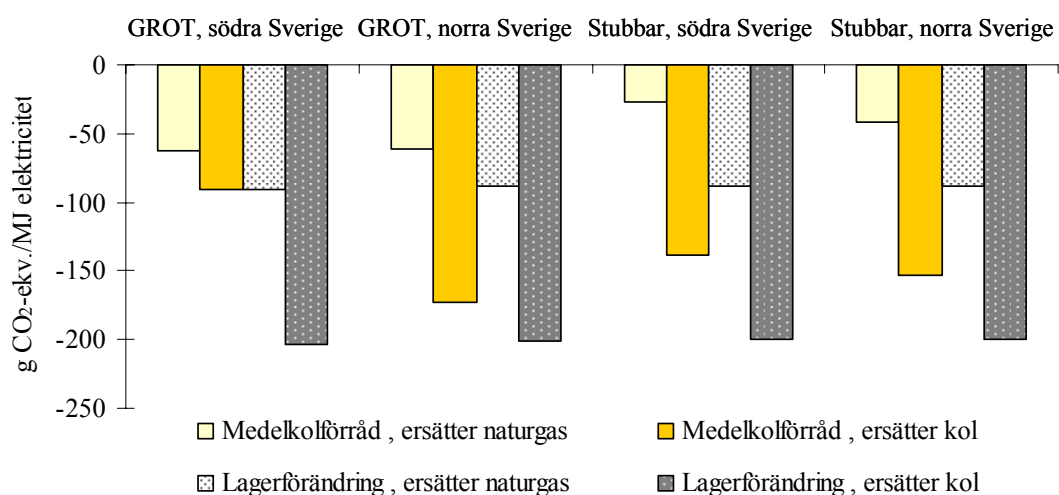 GROT, södra Sverige GROT, norra Sverige Stubbar, södra Sverige Stubbar, norra Sverige
0
-50
-100
-150
-200
-250
g CO2-ekv./MJ elektricitet
Medelkolförråd , ersätter naturgas Medelkolförråd , ersätter kol
Lagerförändring , ersätter naturgas Lagerförändring , ersätter kol